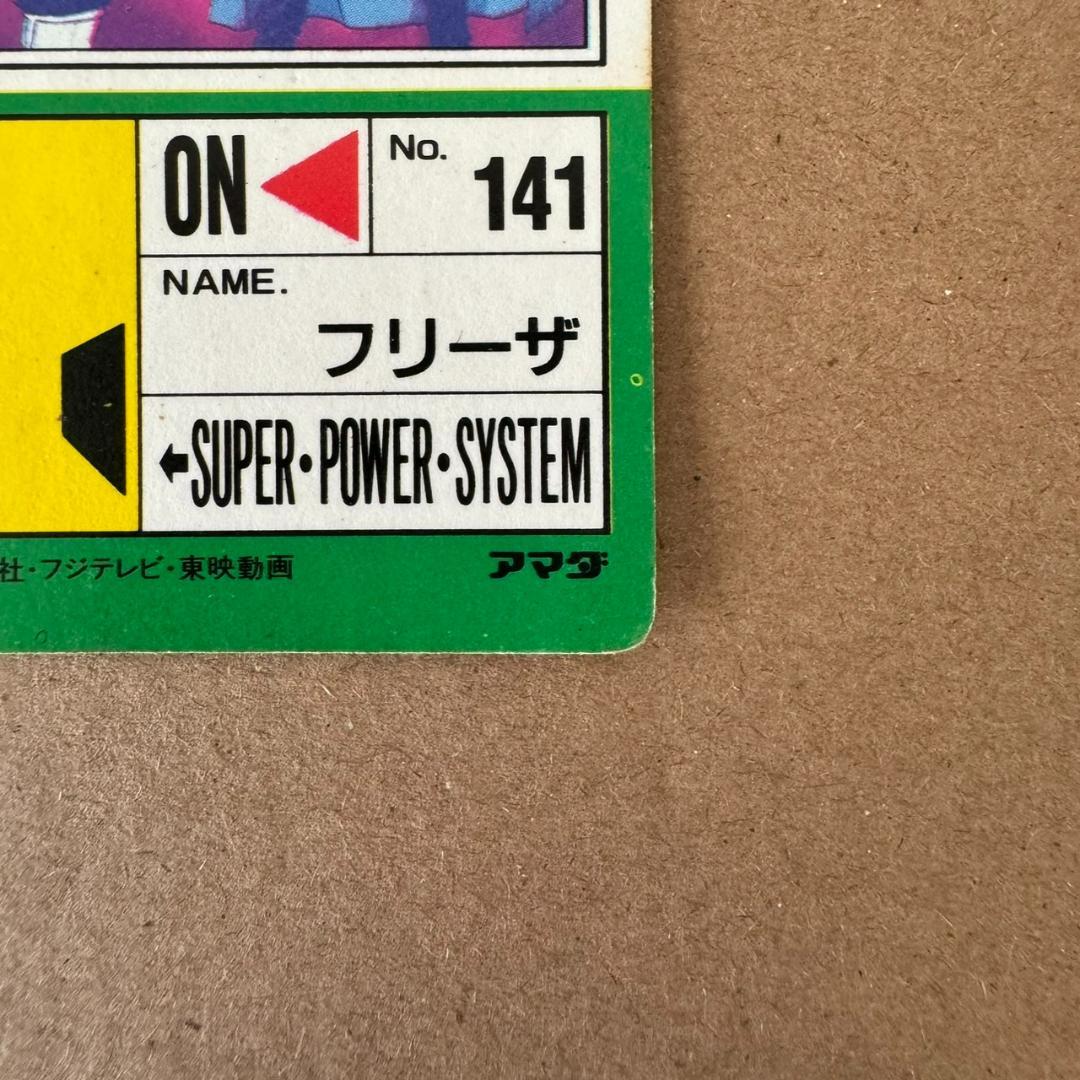 ON
No.
141
NAME.
フリーザ
SUPER・POWER・SYSTEM
社・フジテレビ・東映動画
アマダ